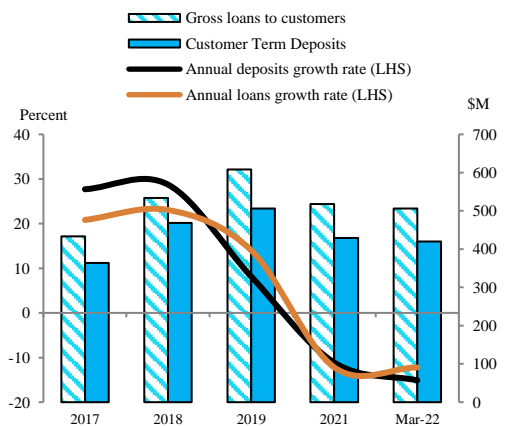 Gross loans to customers
Customer Term Deposits
Annual deposits growth rate (LHS)
Annual loans growth rate (LHS)
Percent $M
40 700
30 600
20 500
10 400
0 300
-10 200
-20 100
0
2017 2018 2019 2021 Mar-22